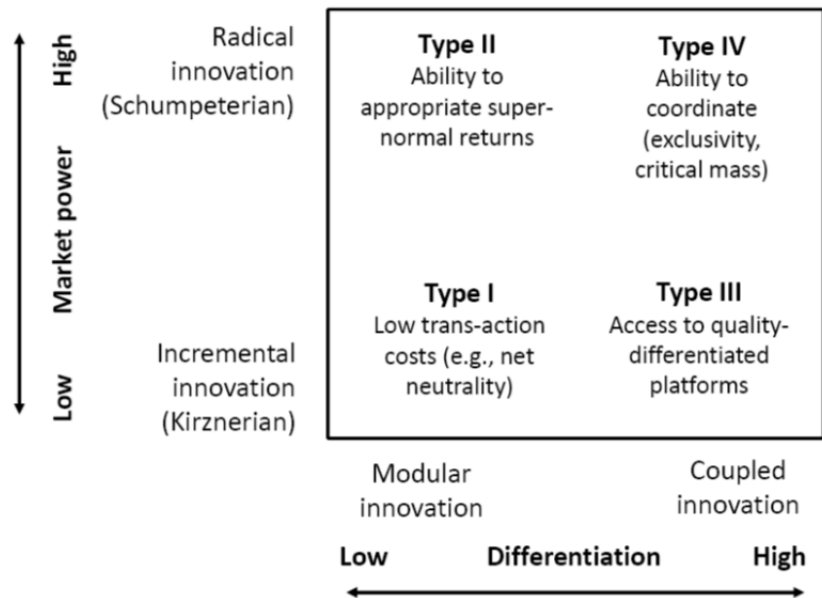 High
Market power
Low
Radical
innovation
(Schumpeterian)
Incremental
innovation
(Kirznerian)
Type II
Ability to
appropriate super-
normal returns
Type IV
Ability to
coordinate
(exclusivity,
critical mass)
Type I
Low trans-action
costs (e.g., net
neutrality)
Type III
Access to quality-
differentiated
platforms
Modular
innovation
Coupled
innovation
Low Differentiation High